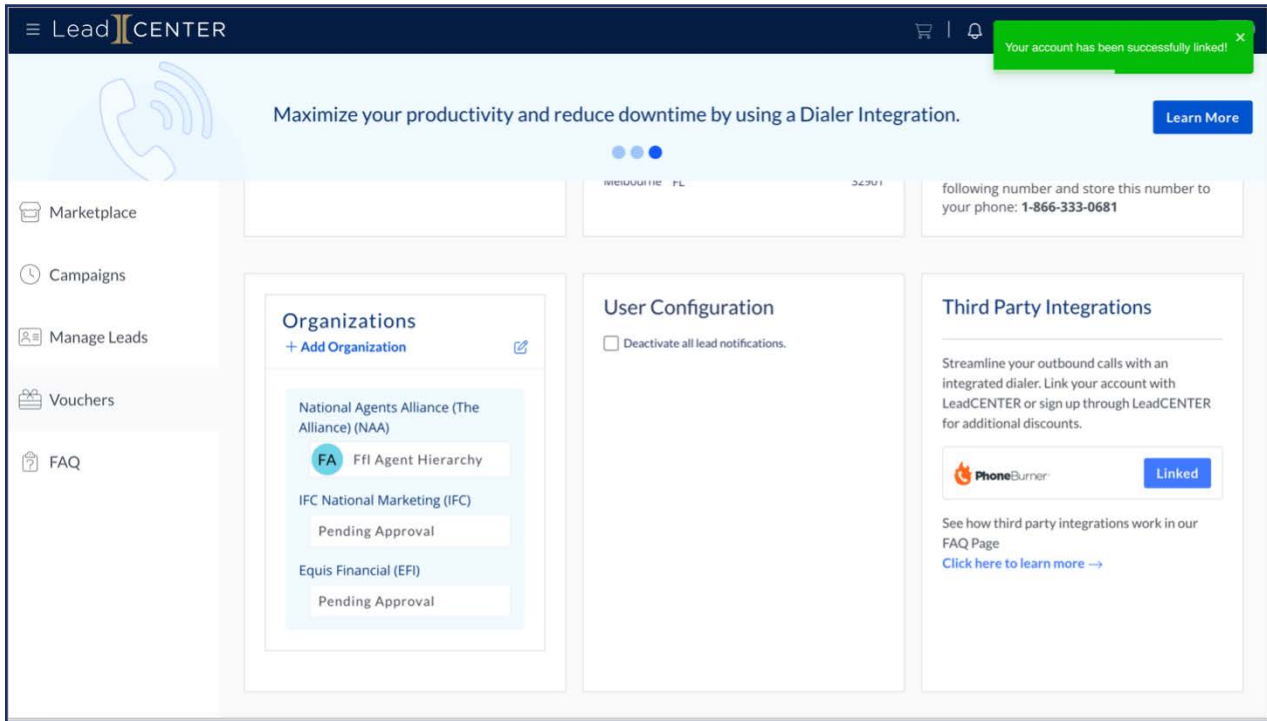 Lead CENTER
Your account has been successfully linked!
Maximize your productivity and reduce downtime by using a Dialer Integration.
Learn More
Marketplace
Campaigns
Manage Leads
Vouchers
FAQ
Melbourne FL 32901
following number and store this number to
your phone: 1-866-333-0681
Organizations
+ Add Organization
National Agents Alliance (The
Alliance) (NAA)
FA Ffl Agent Hierarchy
IFC National Marketing (IFC)
Pending Approval
Equis Financial (EFI)
Pending Approval
User Configuration
Deactivate all lead notifications.
Third Party Integrations
Streamline your outbound calls with an
integrated dialer. Link your account with
LeadCENTER or sign up through LeadCENTER
for additional discounts.
PhoneBurner Linked
See how third party integrations work in our
FAQ Page
Click here to learn more →